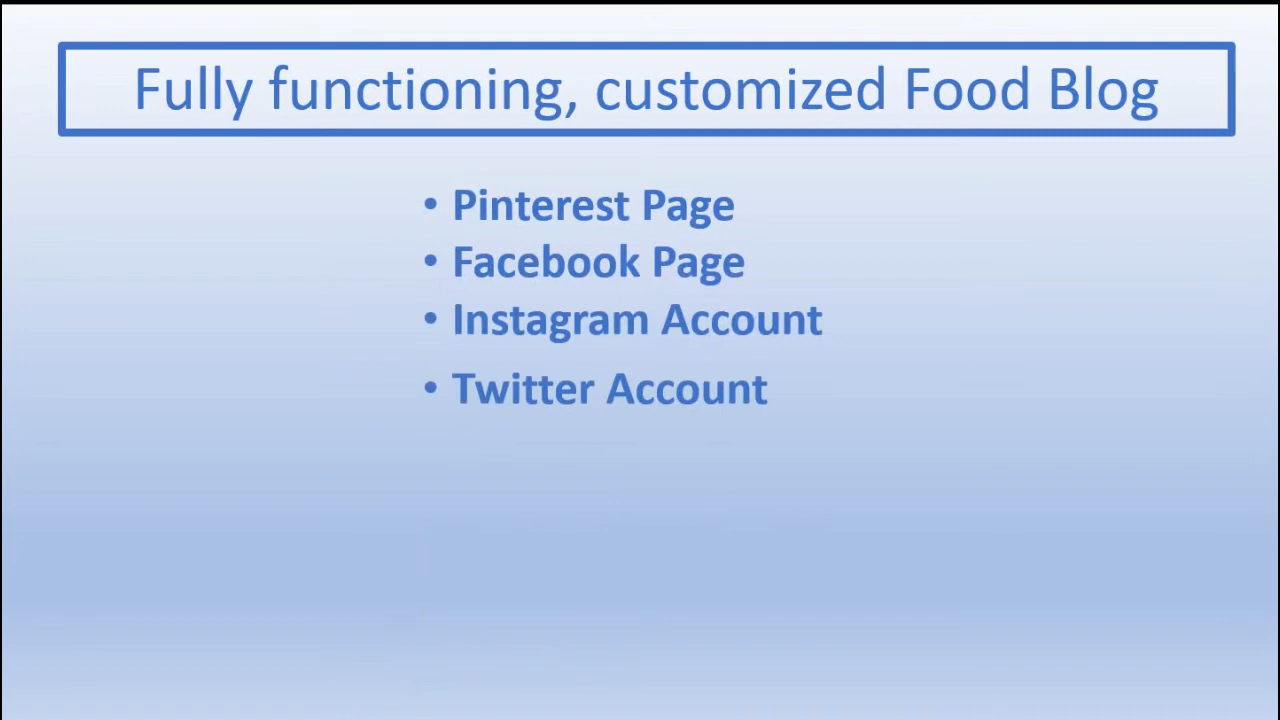 Fully functioning, customized Food Blog
• Pinterest Page
• Facebook Page
• Instagram Account
• Twitter Account